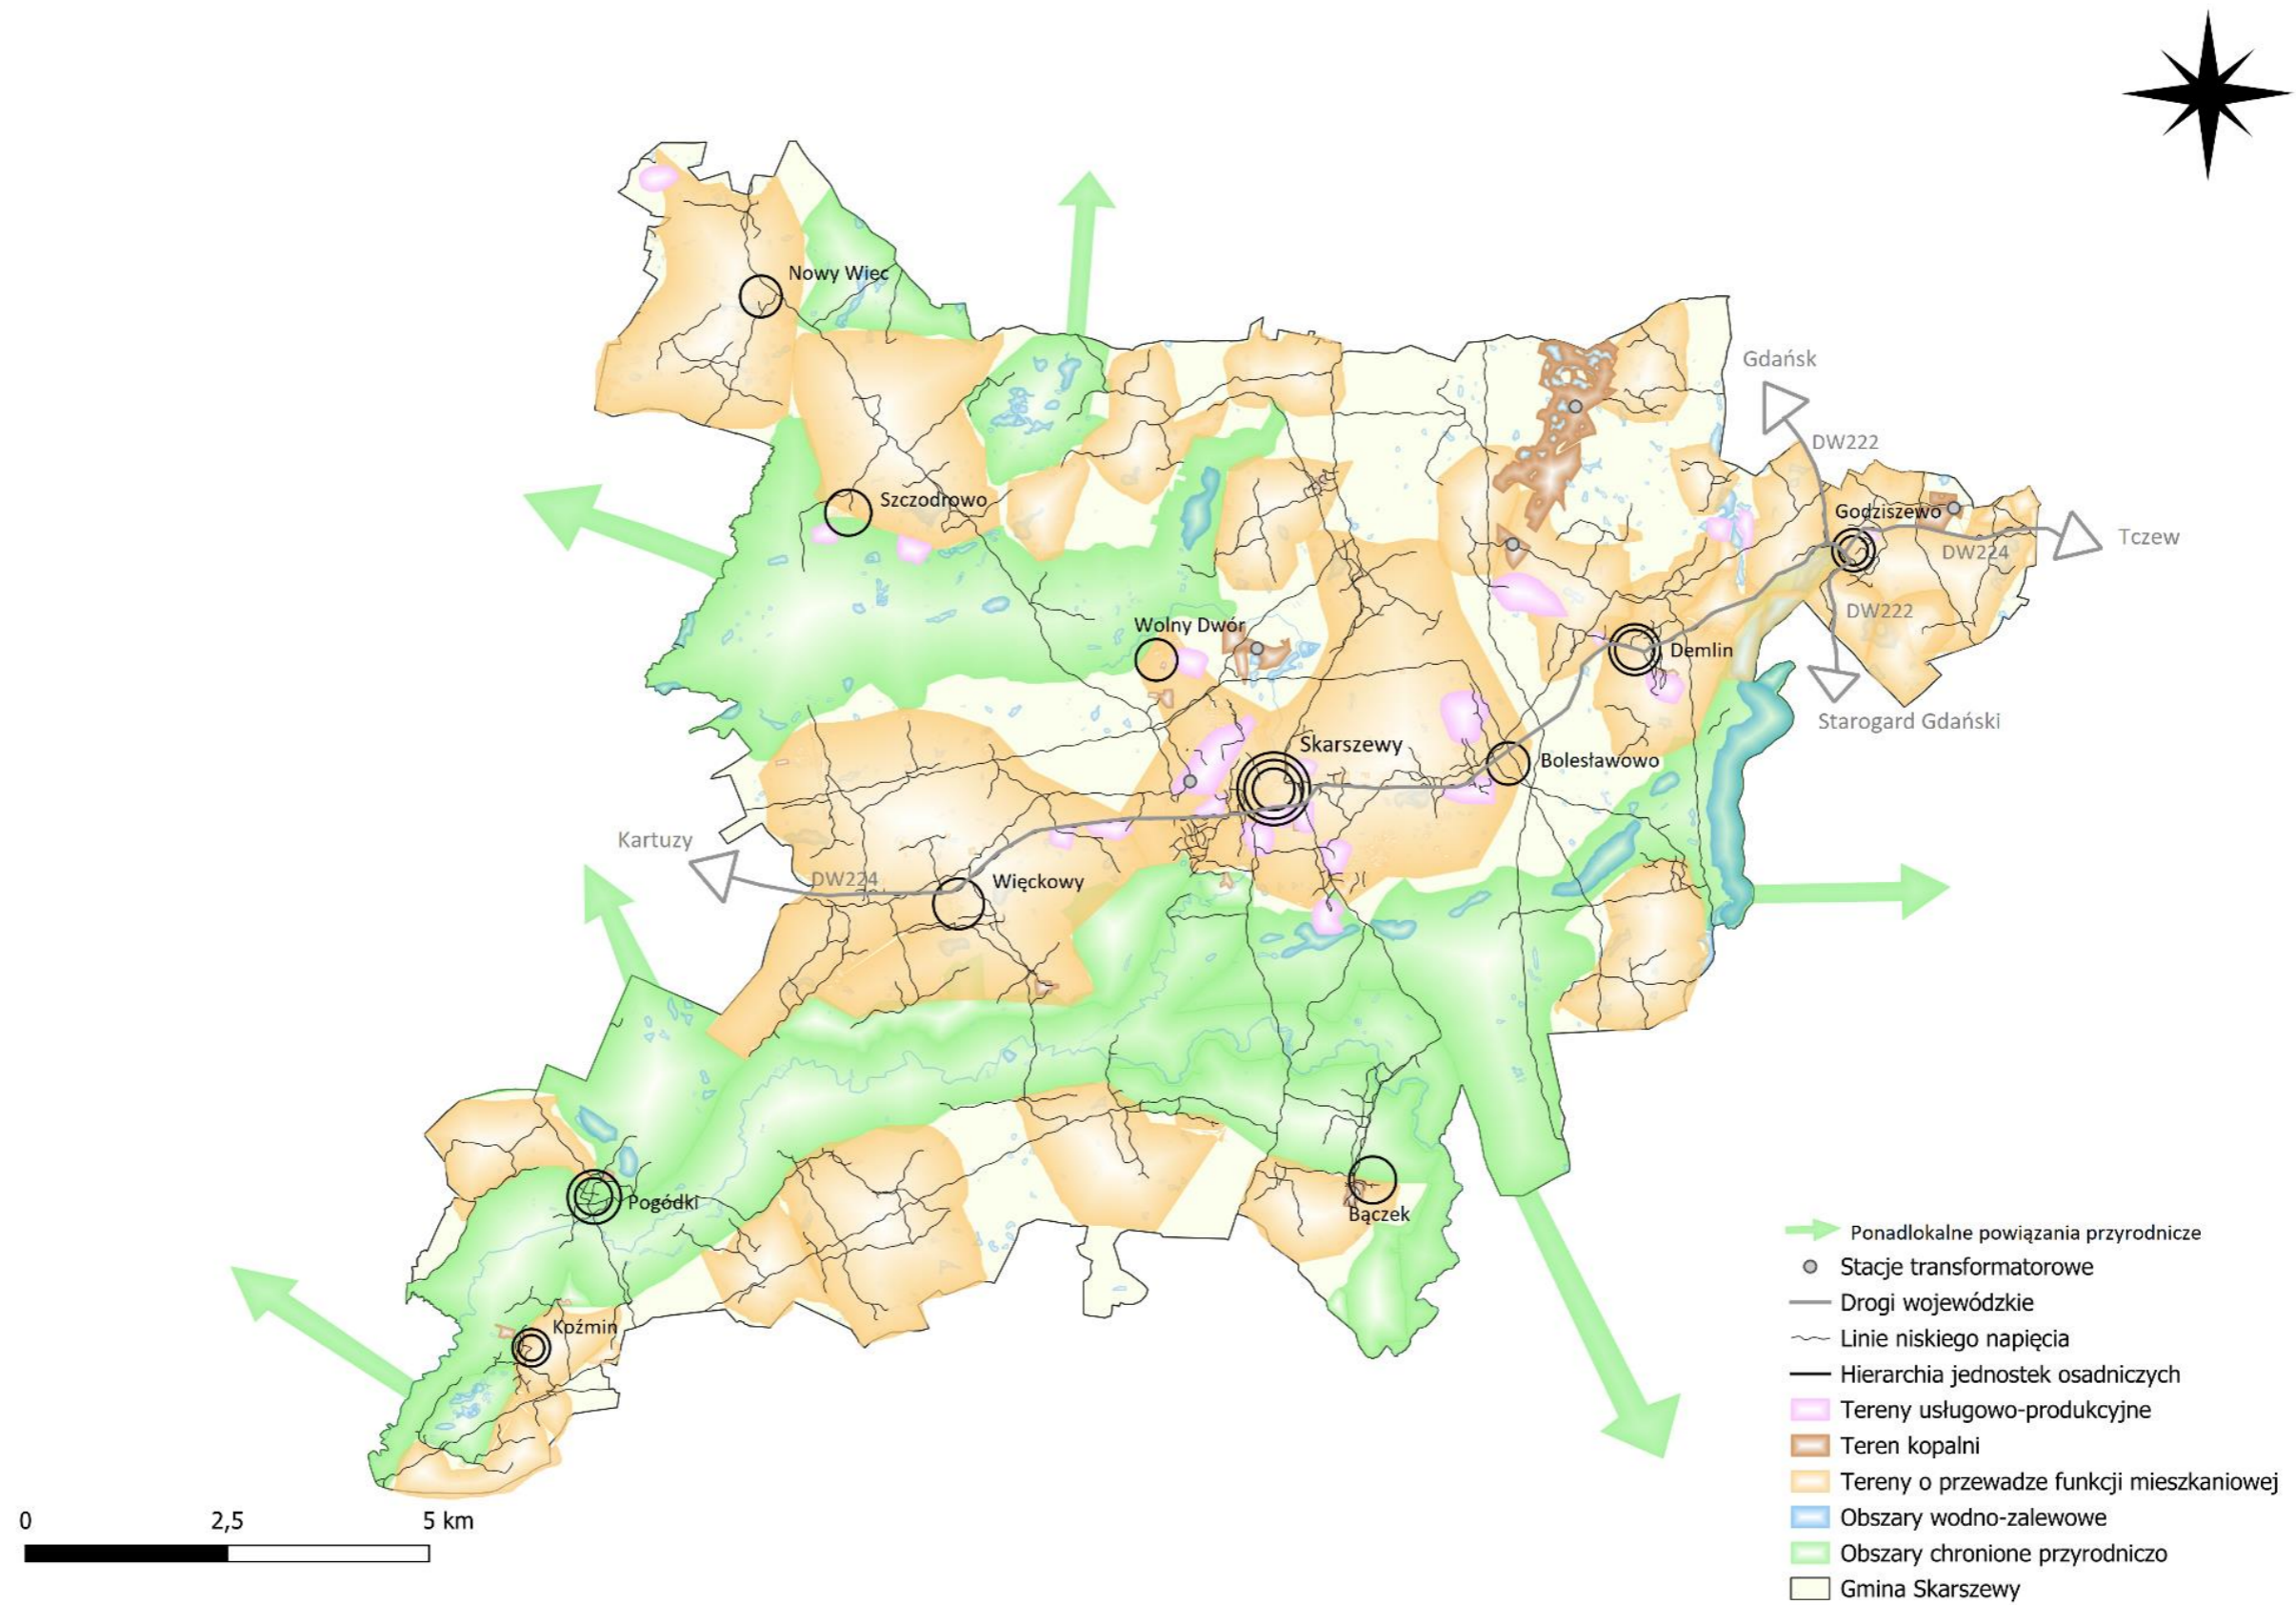 Nowy Wiec
Gdańsk
DW222
Szczodrowo
Godziszewo
Tczew
DW224
DW222
Wolny Dwór
Demlin
Starogard Gdański
Skarszewy
Bolesławowo
Kartuzy
DW224
Więckowy
Pogódki
Bączek
Koźmin
0 2,5 5 km
Ponadlokalne powiązania przyrodnicze
Stacje transformatorowe
Drogi wojewódzkie
Linie niskiego napięcia
Hierarchia jednostek osadniczych
Tereny usługowo-produkcyjne
Teren kopalni
Tereny o przewadze funkcji mieszkaniowej
Obszary wodno-zalewowe
Obszary chronione przyrodniczo
Gmina Skarszewy